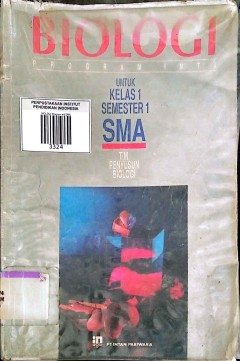 BIOLOGI
PROGRAM INTI
UNTUK
KELAS 1
SEMESTER 1
SMA
TIM
PENYUSUN
BIOLOGI
PERPUSTAKAAN INSTITUT
PENDIDIKAN INDONESIA
3324
in
PT INTAN PARIWARA